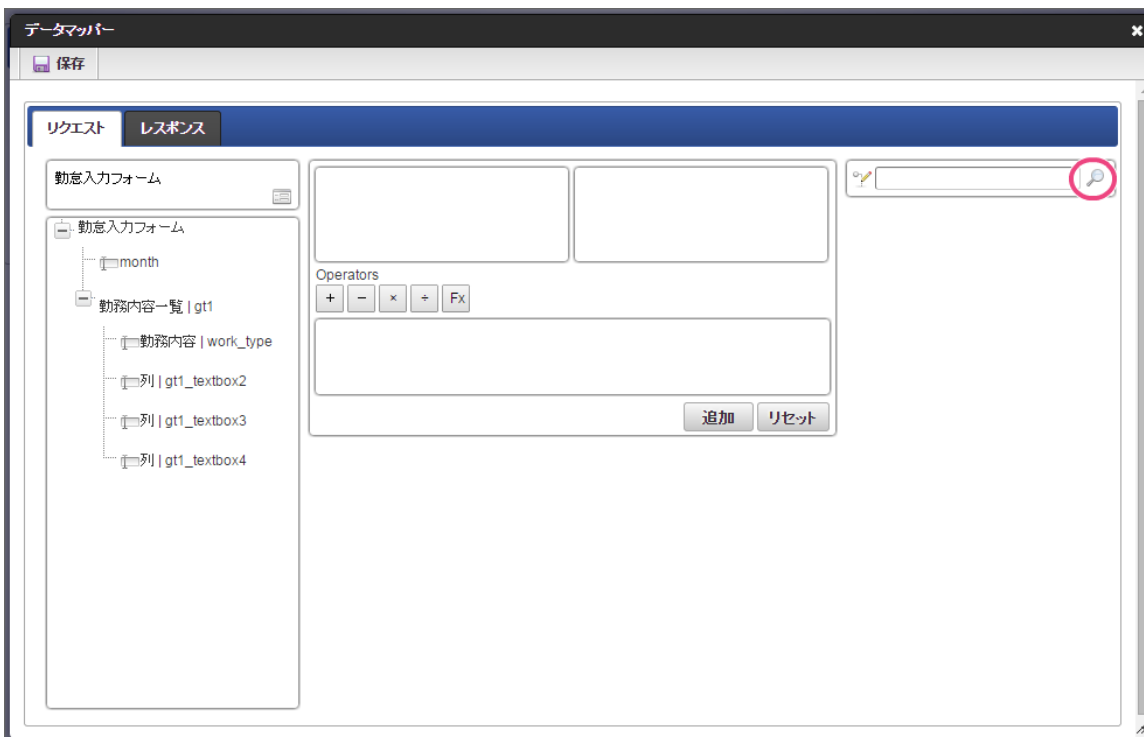 データマッパー
保存
リクエスト レスポンス
勤怠入力フォーム
勤怠入力フォーム
month
勤務内容一覧 | gt1
勤務内容 | work_type
列 | gt1_textbox2
列 | gt1_textbox3
列 | gt1_textbox4
Operators
+ − × ÷ Fx
追加 リセット